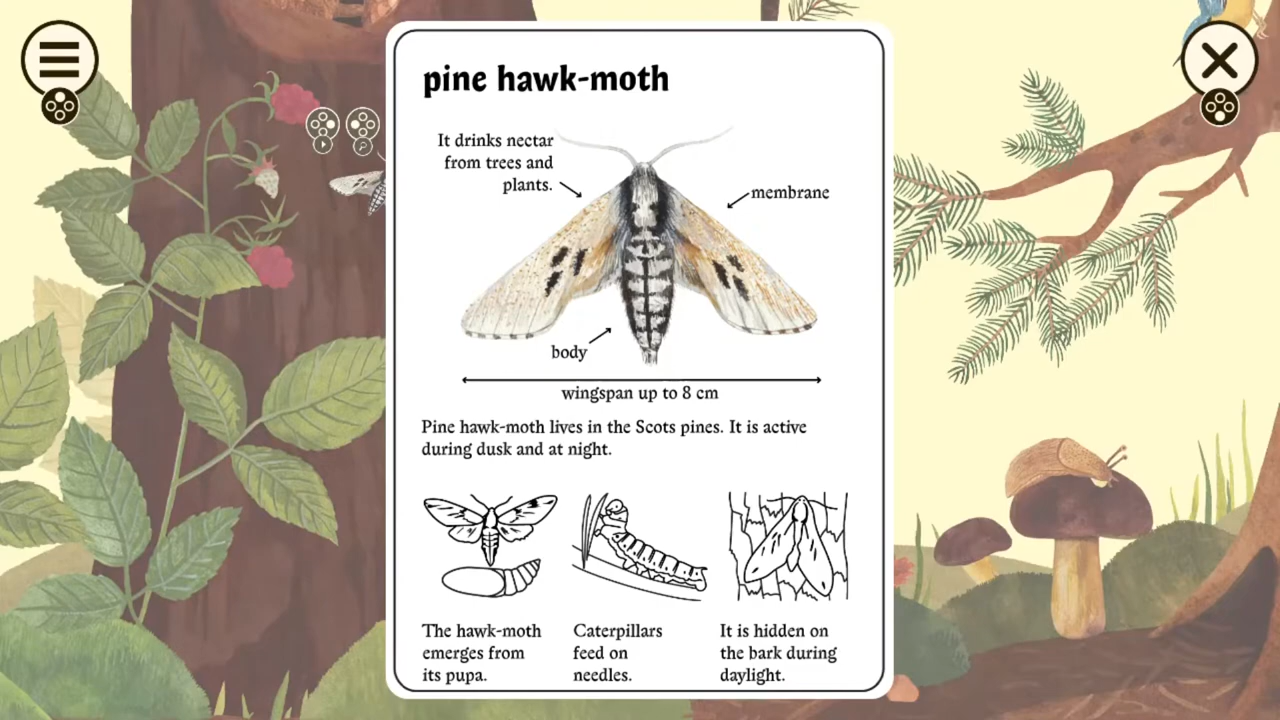 pine hawk-moth
It drinks nectar
from trees and
plants.
membrane
body
wingspan up to 8 cm
Pine hawk-moth lives in the Scots pines. It is active
during dusk and at night.
The hawk-moth
emerges from
its pupa.
Caterpillars
feed on
needles.
It is hidden on
the bark during
daylight.